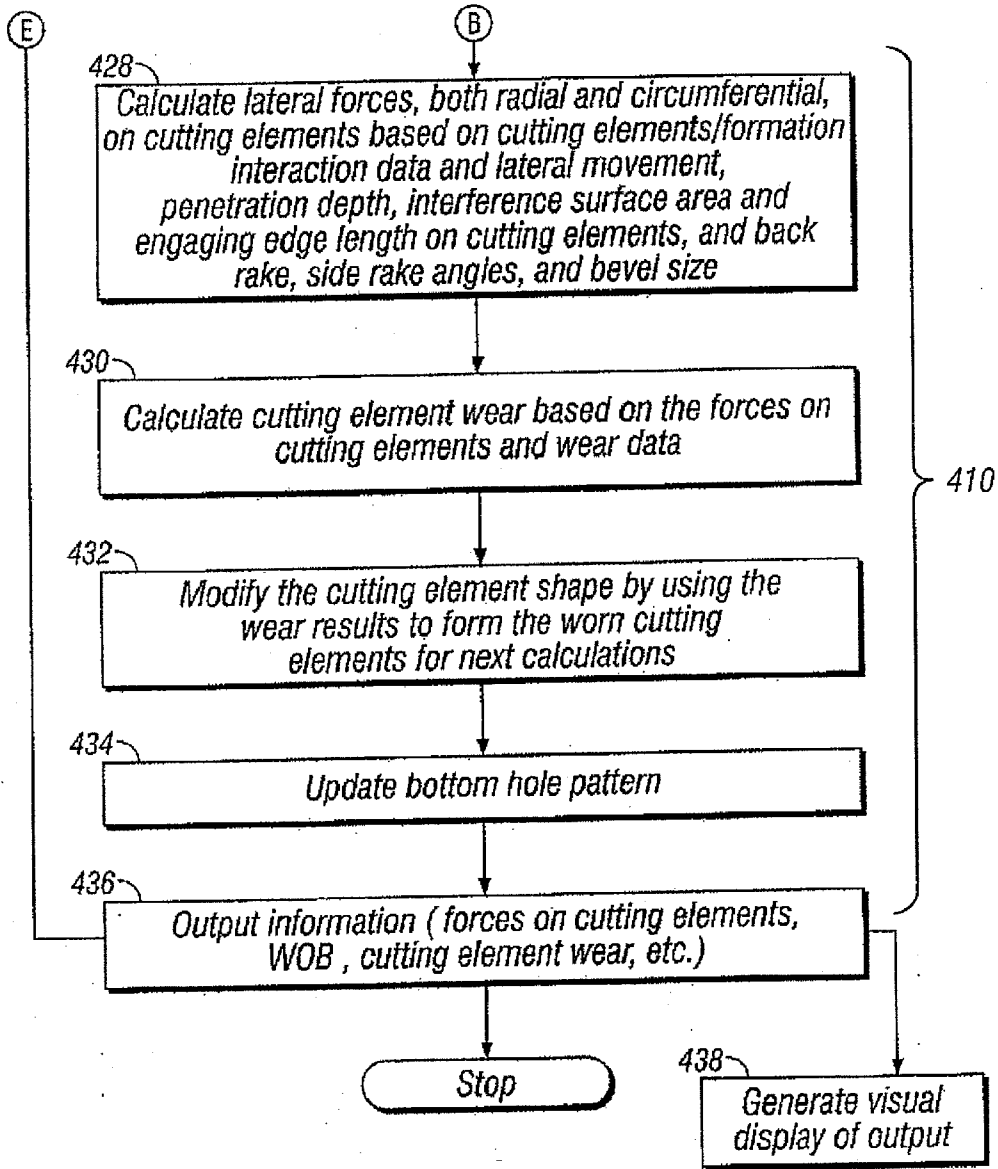 E
B
428
Calculate lateral forces, both radial and circumferential,
on cutting elements based on cutting elements/formation
interaction data and lateral movement,
penetration depth, interference surface area and
engaging edge length on cutting elements, and back
rake, side rake angles, and bevel size
430
Calculate cutting element wear based on the forces on
cutting elements and wear data
410
432
Modify the cutting element shape by using the
wear results to form the worn cutting
elements for next calculations
434
Update bottom hole pattern
436
Output information ( forces on cutting elements,
WOB , cutting element wear, etc.)
Stop
438
Generate visual
display of output